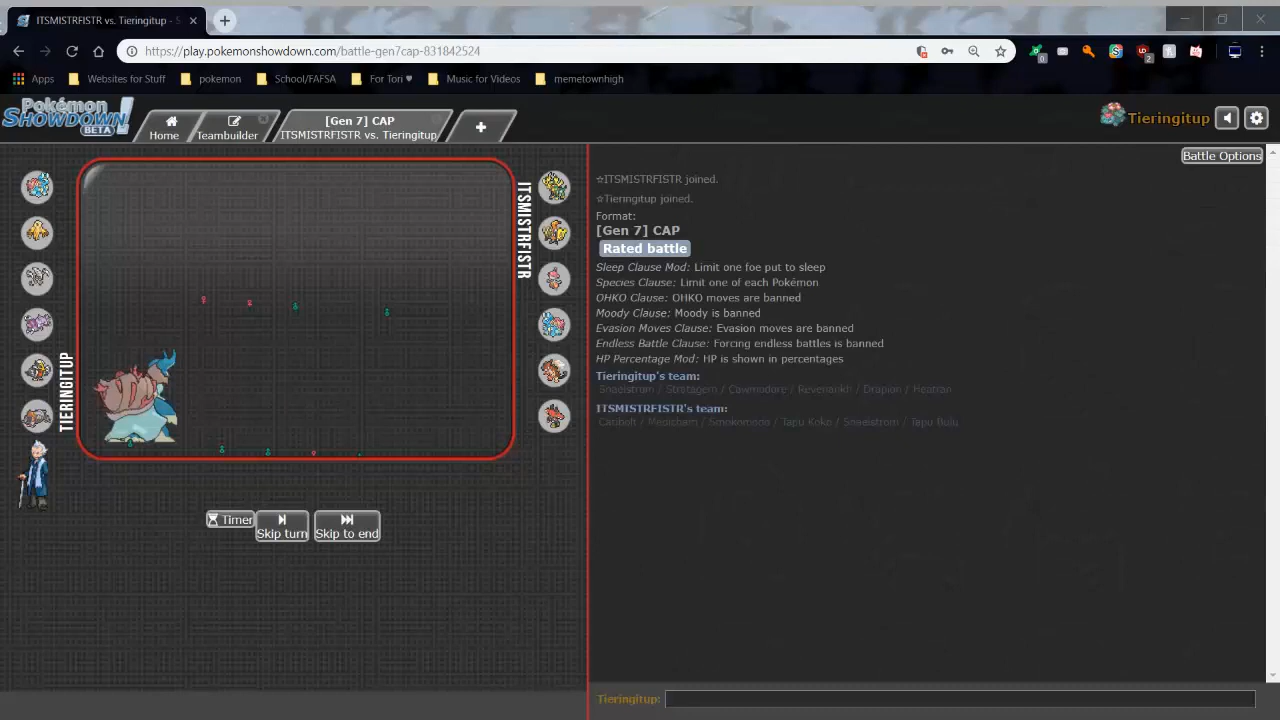 ITSMISTRFISTR vs. Tieringitup - S
https://play.pokemonshowdown.com/battle-gen7cap-831842524
Apps Websites for Stuff pokemon School/FAFSA For Tori ♥ Music for Videos memetownhigh
Pokémon
SHOWDOWN!
BETA
Home
Teambuilder
[Gen 7] CAP
ITSMISTRFISTR vs. Tieringitup
Tieringitup
Battle Options
TIERINGITUP
ITSMISTRFISTR
Timer
Skip turn
Skip to end
☆ITSMISTRFISTR joined.
☆Tieringitup joined.
Format:
[Gen 7] CAP
Rated battle
Sleep Clause Mod: Limit one foe put to sleep
Species Clause: Limit one of each Pokémon
OHKO Clause: OHKO moves are banned
Moody Clause: Moody is banned
Evasion Moves Clause: Evasion moves are banned
Endless Battle Clause: Forcing endless battles is banned
HP Percentage Mod: HP is shown in percentages
Tieringitup's team:
Snaelstrom / Stratagem / Cawmodore / Revenankh / Drapion / Heatran
ITSMISTRFISTR's team:
Caribolt / Medicham / Smokomodo / Tapu Koko / Snaelstrom / Tapu Bulu
Tieringitup: